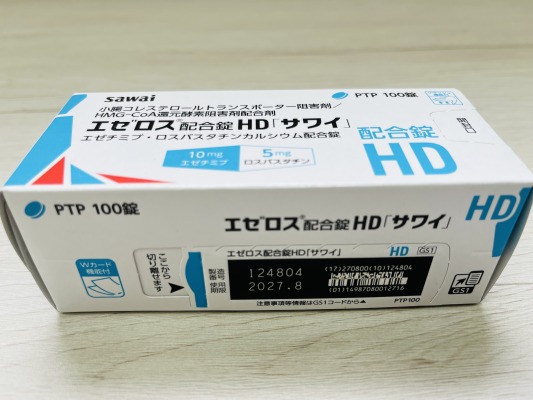 sawai
PTP 100錠
小腸コレステロールトランスポーター阻害剤/
HMG-CoA還元酵素阻害剤配合剤
エゼロス®配合錠HD「サワイ」
エゼチミブ・ロスバスタチンカルシウム配合錠
10mg
エゼチミブ
5mg
ロスバスタチン
配合錠
HD
PTP 100錠
エゼロス®配合錠HD「サワイ」
HD
Wカード
機能付
ここから
切り離せます
エゼロス配合錠HD「サワイ」
HD
GS1
製造
番号
124804
使用
期限
2027.8
(17)270800(10)124804
(01)14987080012716
注意事項等情報はGS1コードから▲
PTP100
GS1